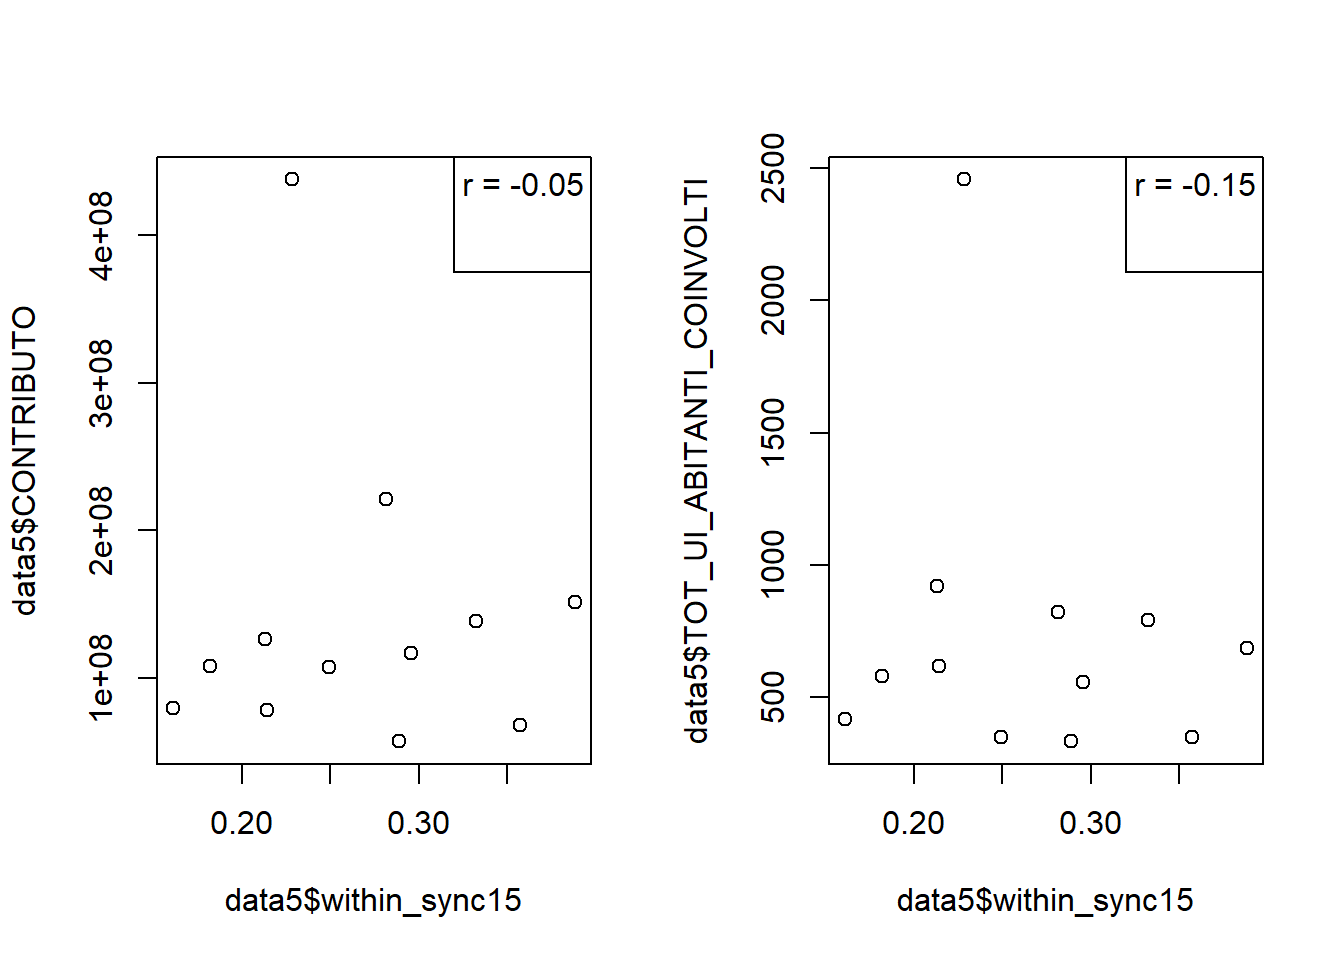 data5$CONTRIBUTO
4e+08
3e+08
2e+08
1e+08
r = -0.05
0.20
0.30
data5$within_sync15
data5$TOT_UI_ABITANTI_COINVOLTI
2500
2000
1500
1000
500
r = -0.15
0.20
0.30
data5$within_sync15